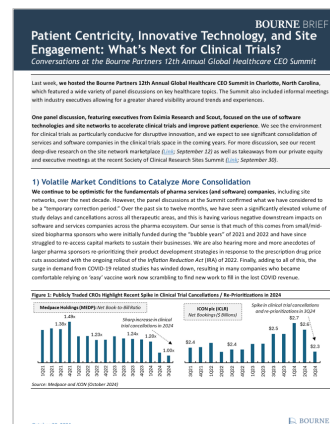 BOURNE BRIEF
Patient Centricity, Innovative Technology, and Site
Engagement: What's Next for Clinical Trials?
Conversations at the Bourne Partners 12th Annual Global Healthcare CEO Summit
Last week, we hosted the Bourne Partners 12th Annual Global Healthcare CEO Summit in Charlotte, North Carolina,
which featured a wide variety of panel discussions on key healthcare topics. The Summit also included informal meetings
with industry executives allowing for a greater shared visibility around trends and experiences.
One panel discussion, featuring executives from Eximia Research and Scout, focused on the use of software
technologies and site networks to accelerate clinical trials and improve patient experience. We see the environment
for clinical trials as particularly conducive for disruptive innovation, and we expect to see significant consolidation of
services and software companies in the clinical trials space in the coming years. For more discussion, see our recent
deep-dive research on the site network marketplace (Link; September 12) as well as takeaways from our private equity
and executive meetings at the recent Society of Clinical Research Sites Summit (Link; September 30).
1) Volatile Market Conditions to Catalyze More Consolidation
We continue to be optimistic for the fundamentals of pharma services (and software) companies, including site
networks, over the next decade. However, the panel discussions at the Summit confirmed what we have considered to
be a "temporary correction period." Over the past six to twelve months, we have seen a significantly elevated volume of
study delays and cancellations across all therapeutic areas, and this is having various negative downstream impacts on
software and services companies across the pharma ecosystem. Our sense is that much of this comes from small/mid-
sized biopharma sponsors who were initially funded during the "bubble years" of 2021 and 2022 and have since
struggled to re-access capital markets to sustain their businesses. We are also hearing more and more anecdotes of
larger pharma sponsors re-prioritizing their product development strategies in response to the prescription drug price
cuts associated with the ongoing rollout of the Inflation Reduction Act (IRA) of 2022. Finally, adding to all of this, the
surge in demand from COVID-19 related studies has winded down, resulting in many companies who became
comfortable relying on 'easy' vaccine work now scrambling to find new work to fill in the lost COVID revenue.
Figure 1: Publicly Traded CROs Highlight Recent Spike in Clinical Trial Cancellations / Re-Prioritizations in 2024
Medpace Holdings (MEDP): Net Book-to-Bill Ratio
Sharp increase in clinical
trial cancellations in 2024
ICON plc (ICLR)
Net Bookings ($ Billions)
Spike in clinical trial cancellations
and re-prioritizations in 3Q24
Source: Medpace and ICON (October 2024)
BOURNE